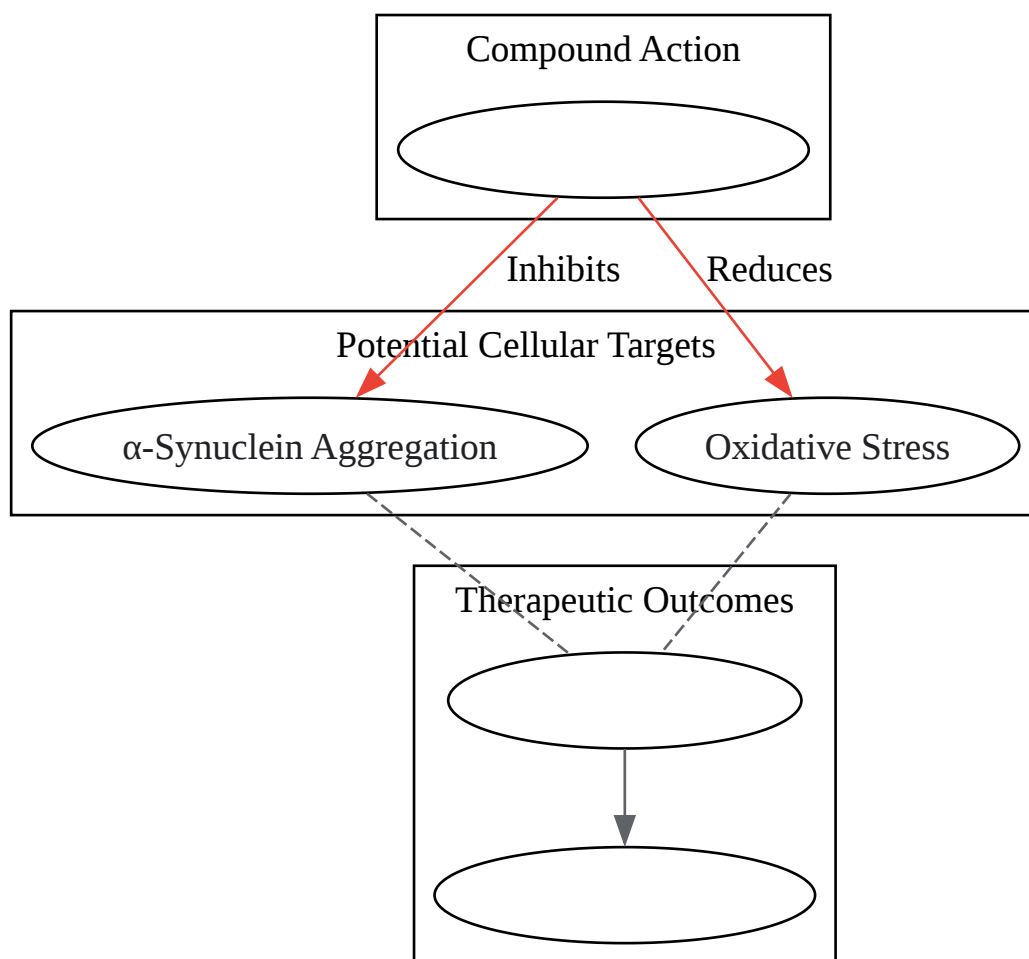 Compound Action
Inhibits
Reduces
Potential Cellular Targets
α-Synuclein Aggregation
Oxidative Stress
Therapeutic Outcomes